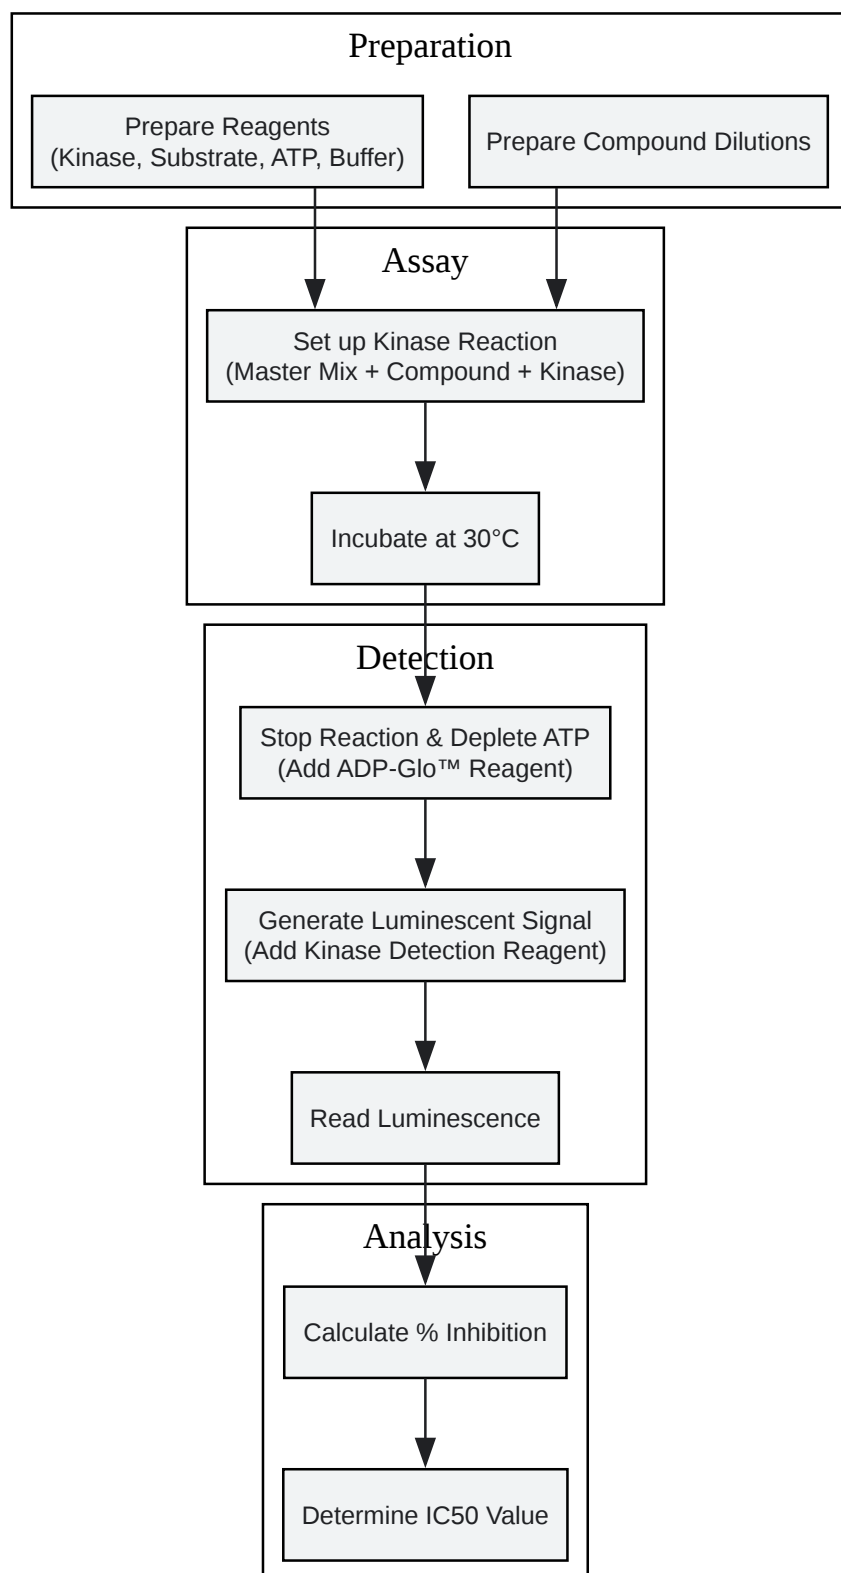 Preparation
Prepare Reagents
(Kinase, Substrate, ATP, Buffer)
Prepare Compound Dilutions
Assay
Set up Kinase Reaction
(Master Mix + Compound + Kinase)
Incubate at 30°C
Detection
Stop Reaction & Deplete ATP
(Add ADP-Glo™ Reagent)
Generate Luminescent Signal
(Add Kinase Detection Reagent)
Read Luminescence
Analysis
Calculate % Inhibition
Determine IC50 Value